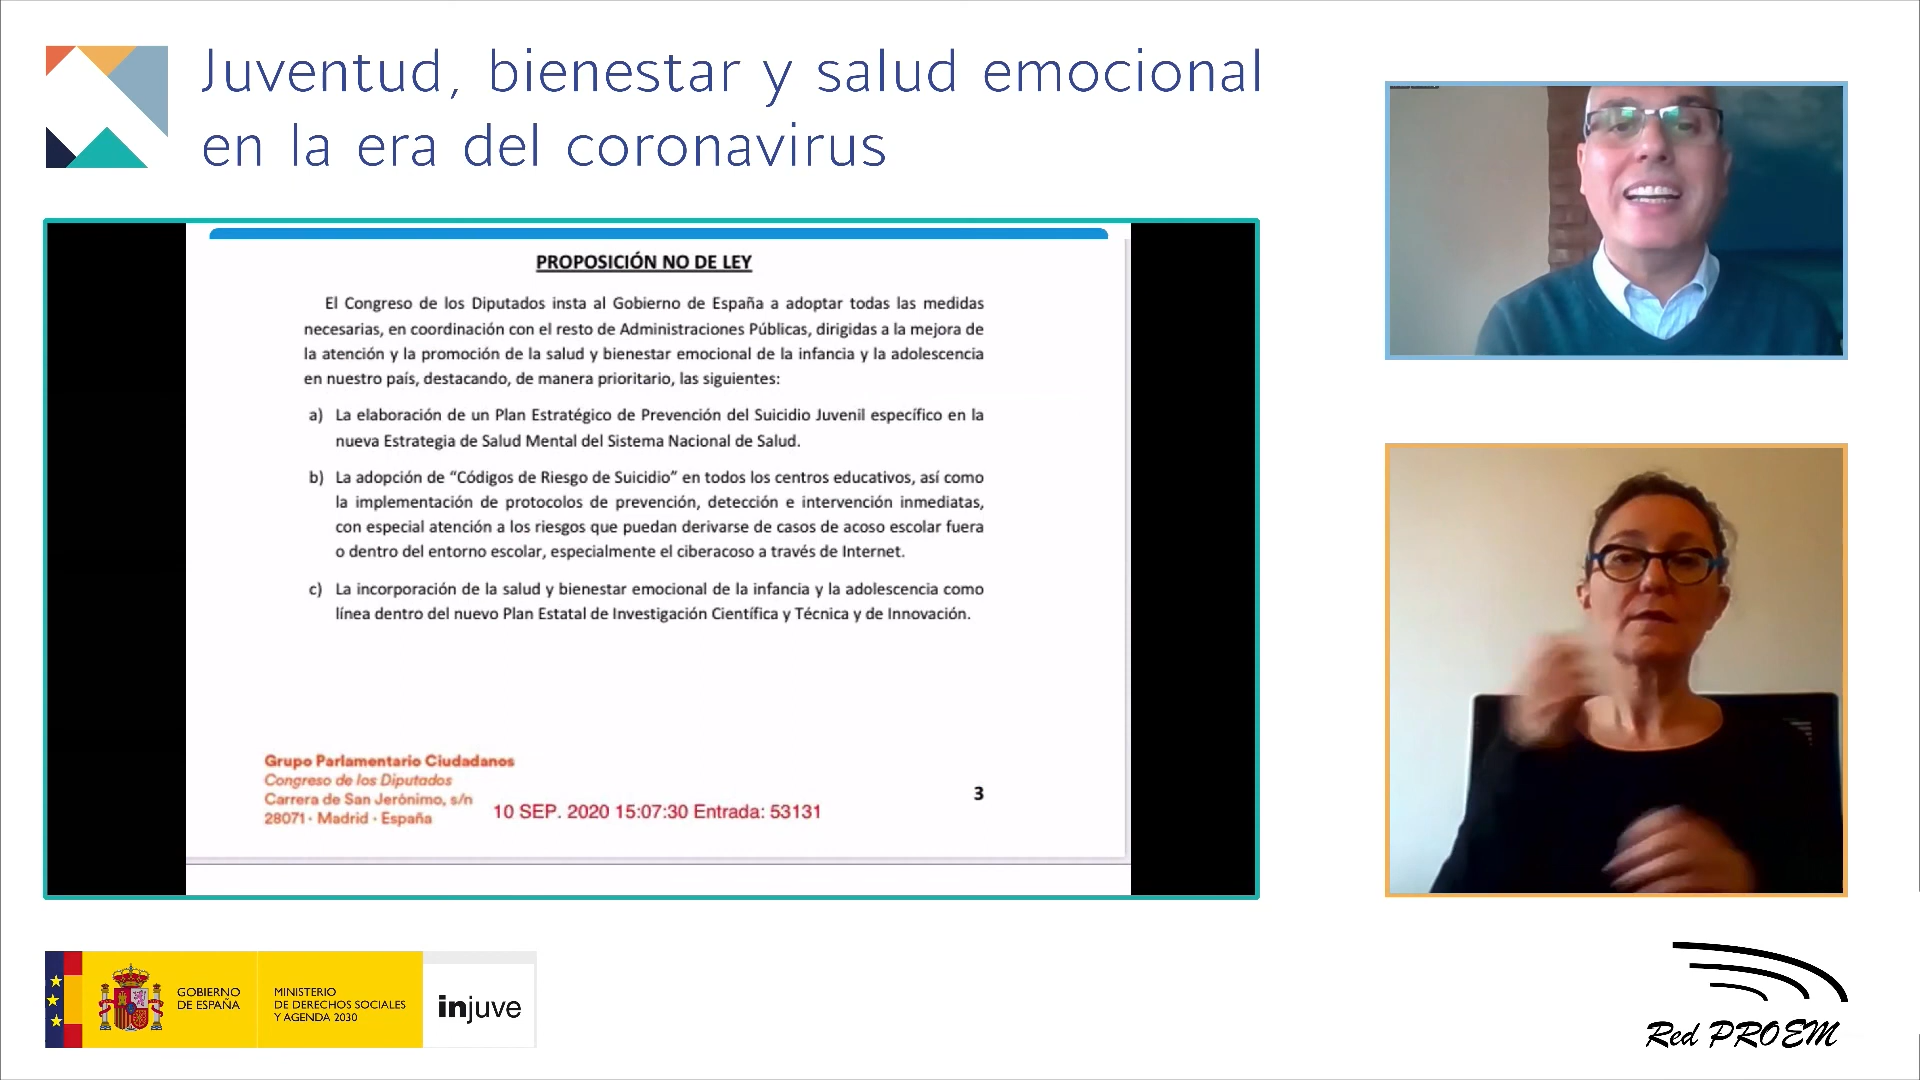 Juventud, bienestar y salud emocional
en la era del coronavirus
PROPOSICIÓN NO DE LEY
El Congreso de los Diputados insta al Gobierno de España a adoptar todas las medidas
necesarias, en coordinación con el resto de Administraciones Públicas, dirigidas a la mejora de
la atención y la promoción de la salud y bienestar emocional de la infancia y la adolescencia
en nuestro país, destacando, de manera prioritario, las siguientes:
a) La elaboración de un Plan Estratégico de Prevención del Suicidio Juvenil específico en la
nueva Estrategia de Salud Mental del Sistema Nacional de Salud.
b) La adopción de “Códigos de Riesgo de Suicidio” en todos los centros educativos, así como
la implementación de protocolos de prevención, detección e intervención inmediatas,
con especial atención a los riesgos que puedan derivarse de casos de acoso escolar fuera
o dentro del entorno escolar, especialmente el ciberacoso a través de Internet.
c) La incorporación de la salud y bienestar emocional de la infancia y la adolescencia como
línea dentro del nuevo Plan Estatal de Investigación Científica y Técnica y de Innovación.
Grupo Parlamentario Ciudadanos
Congreso de los Diputados
Carrera de San Jerónimo, s/n
28071 · Madrid · España
10 SEP. 2020 15:07:30 Entrada: 53131
3
GOBIERNO
DE ESPAÑA
MINISTERIO
DE DERECHOS SOCIALES
Y AGENDA 2030
injuve
Red PROEM